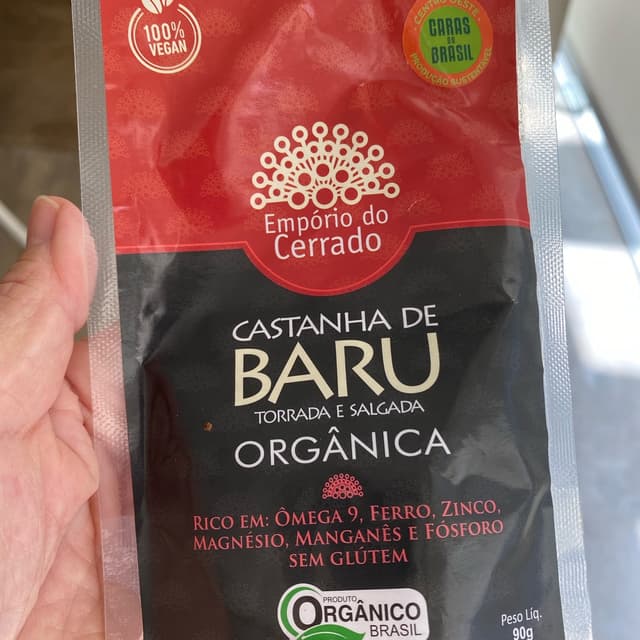 100%
VEGAN
CENTRO OESTE
CARAS
DO
BRASIL
PRODUÇÃO SUSTENTÁVEL
Empório do
Cerrado
CASTANHA DE
BARU
TORRADA E SALGADA
ORGÂNICA
RICO EM: ÔMEGA 9, FERRO, ZINCO,
MAGNÉSIO, MANGANÊS E FÓSFORO
SEM GLÚTEM
PRODUTO
ORGÂNICO
BRASIL
Peso Líq.
90g